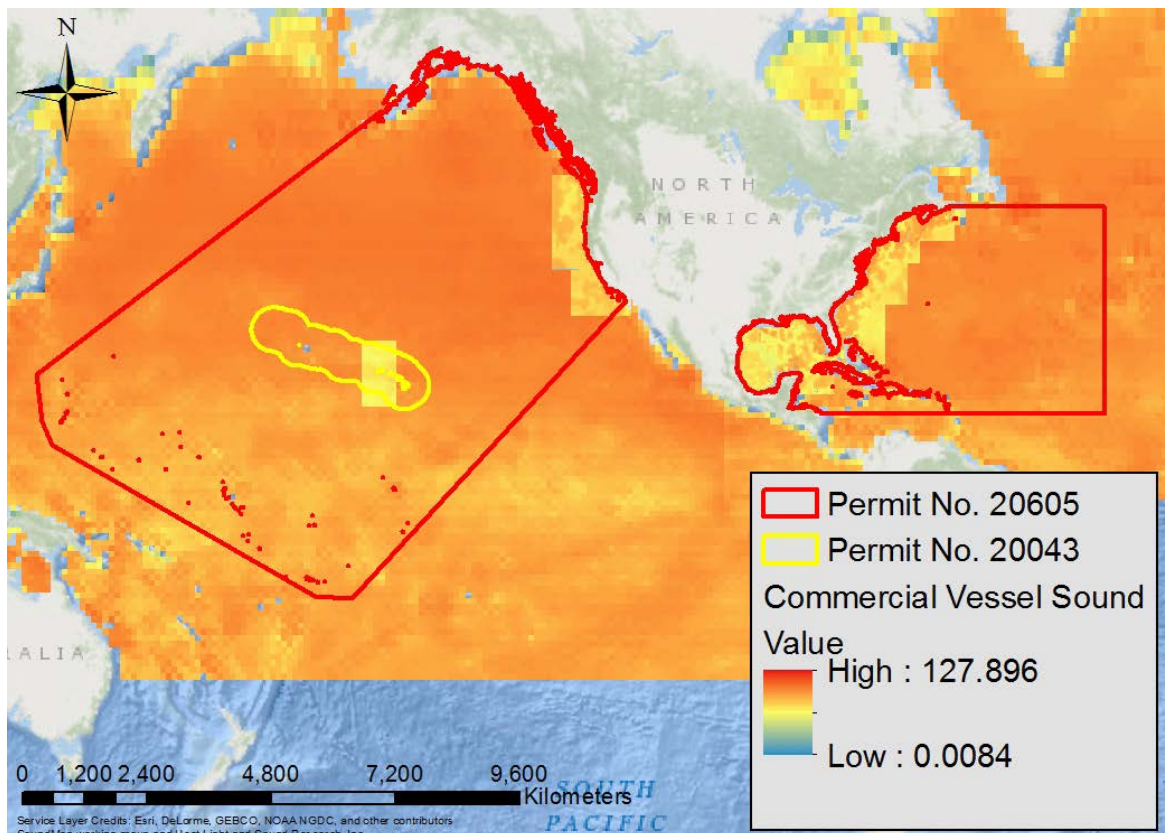 N
NORTH
AMERICA
RALIA
Permit No. 20605
Permit No. 20043
Commercial Vessel Sound
Value
High : 127.896
Low : 0.0084
0 1,200 2,400 4,800 7,200 9,600
Kilometers
SOUTH
PACIFIC
Service Layer Credits: Esri, DeLorme, GEBCO, NOAA NGDC, and other contributors